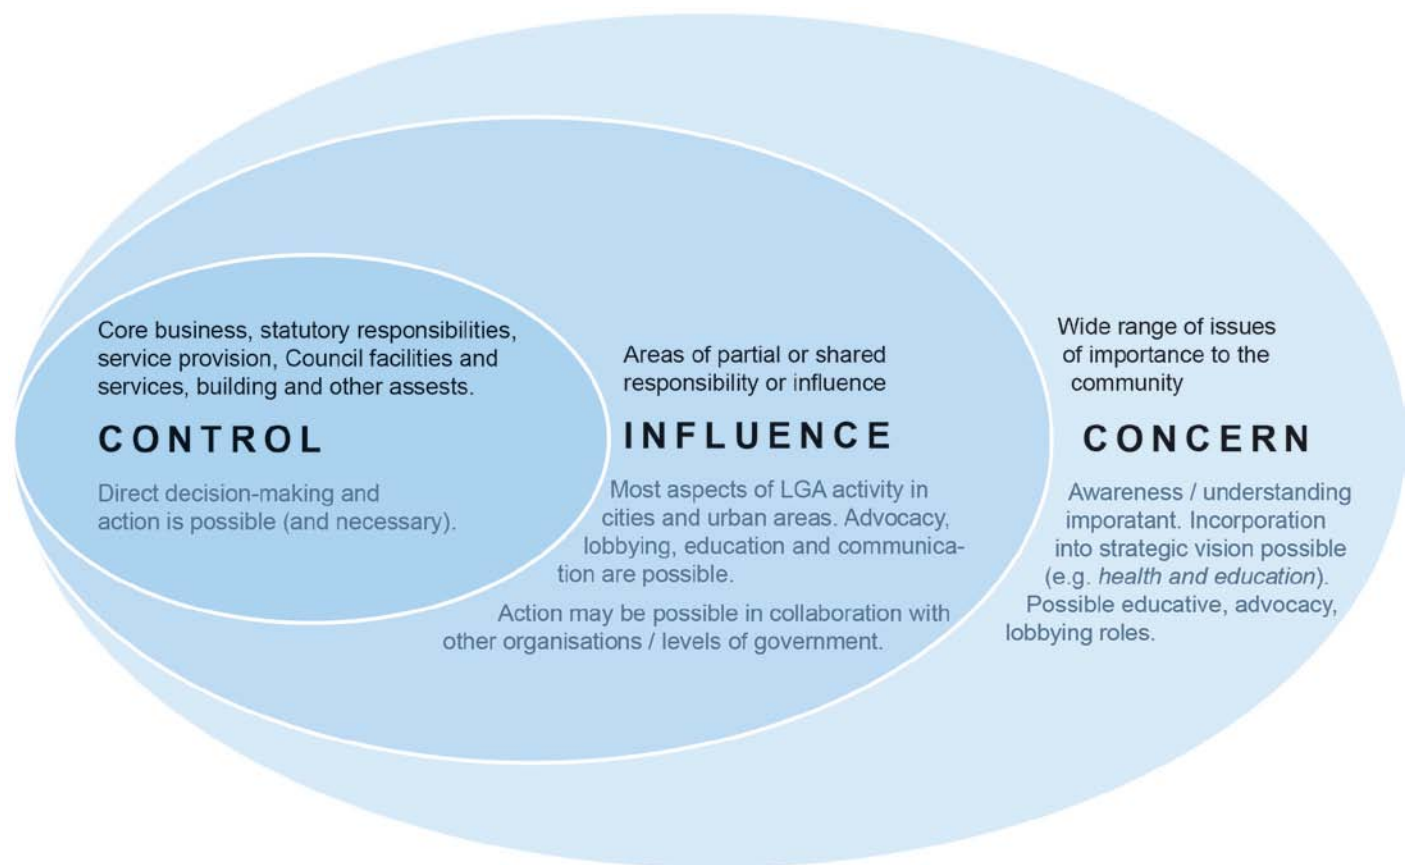 Core business, statutory responsibilities,
service provision, Council facilities and
services, building and other assests.
CONTROL
Direct decision-making and
action is possible (and necessary).
Areas of partial or shared
responsibility or influence
INFLUENCE
Most aspects of LGA activity in
cities and urban areas. Advocacy,
lobbying, education and communica-
tion are possible.
Action may be possible in collaboration with
other organisations / levels of government.
Wide range of issues
of importance to the
community
CONCERN
Awareness / understanding
imporatant. Incorporation
into strategic vision possible
(e.g. health and education).
Possible educative, advocacy,
lobbying roles.